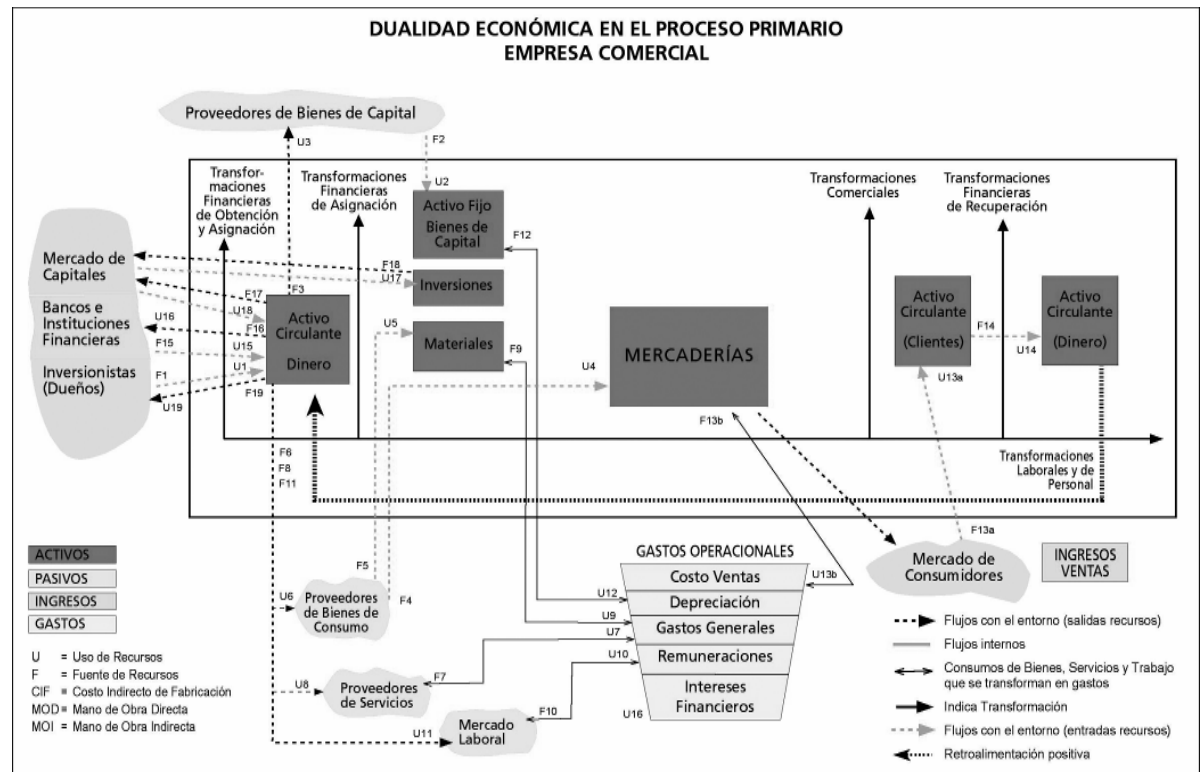 DUALIDAD ECONÓMICA EN EL PROCESO PRIMARIO
EMPRESA COMERCIAL
Proveedores de Bienes de Capital
U3
F2
Transfor-
maciones
Financieras
de Obtención
y Asignación
Transformaciones
Financieras
de Asignación
U2
Activo Fijo
Bienes de
Capital
F12
Transformaciones
Comerciales
Transformaciones
Financieras
de Recuperación
Mercado de
Capitales
Bancos e
Instituciones
Financieras
Inversionistas
(Dueños)
F18
U17
Inversiones
F17
F3
U18
U16
F16
F15
U15
F1
U1
F19
U19
Activo
Circulante
Dinero
U5
Materiales
F9
U4
MERCADERÍAS
F13b
Activo
Circulante
(Clientes)
F14
U14
Activo
Circulante
(Dinero)
U13a
F6
F8
F11
Transformaciones
Laborales y de
Personal
F13a
Mercado de
Consumidores
INGRESOS
VENTAS
F5
F4
U6
Proveedores
de Bienes de
Consumo
U8
Proveedores
de Servicios
F7
U11
Mercado
Laboral
F10
GASTOS OPERACIONALES
Costo Ventas
U13b
U12
Depreciación
U9
U7
Gastos Generales
U10
Remuneraciones
Intereses
Financieros
U16
ACTIVOS
PASIVOS
INGRESOS
GASTOS
U = Uso de Recursos
F = Fuente de Recursos
CIF = Costo Indirecto de Fabricación
MOD = Mano de Obra Directa
MOI = Mano de Obra Indirecta
Flujos con el entorno (salidas recursos)
Flujos internos
Consumos de Bienes, Servicios y Trabajo
que se transforman en gastos
Indica Transformación
Flujos con el entorno (entradas recursos)
Retroalimentación positiva